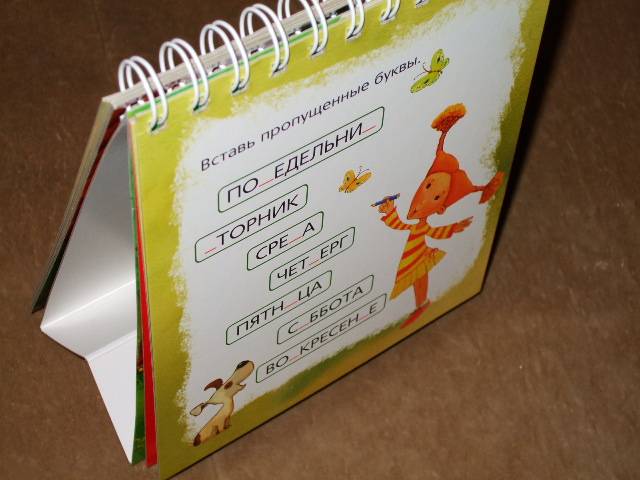 Вставь пропущенные буквы.
ПО_ЕДЕЛЬНИ_
_ТОРНИК
СРЕ_А
ЧЕТ_ЕРГ
ПЯТН_ЦА
С_ББОТА
ВО_КРЕСЕН_Е